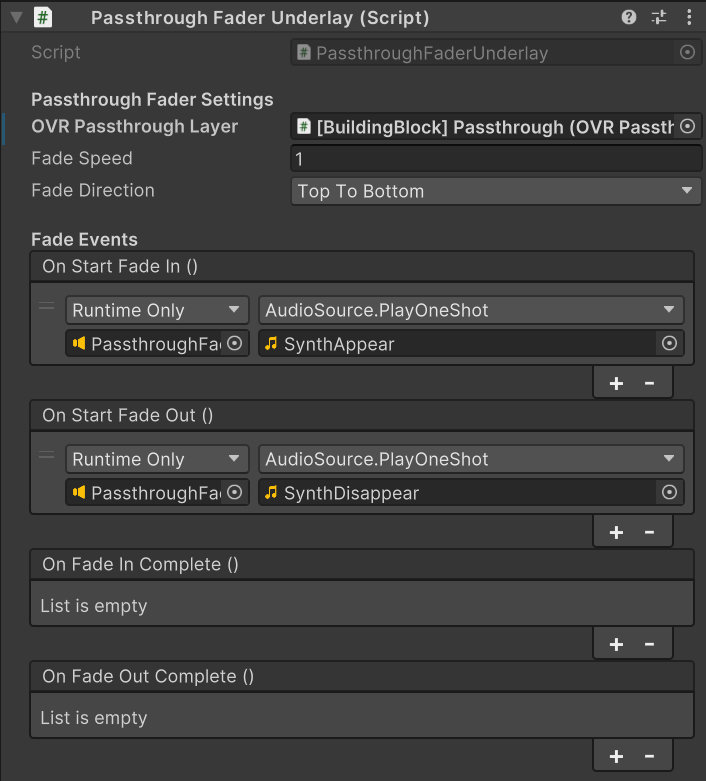 Passthrough Fader Underlay (Script)
Script PassthroughFaderUnderlay
Passthrough Fader Settings
OVR Passthrough Layer [BuildingBlock] Passthrough (OVR Passth
Fade Speed 1
Fade Direction Top To Bottom
Fade Events
On Start Fade In ()
Runtime Only AudioSource.PlayOneShot
PassthroughFa SynthAppear
+ -
On Start Fade Out ()
Runtime Only AudioSource.PlayOneShot
PassthroughFa SynthDisappear
+ -
On Fade In Complete ()
List is empty
+ -
On Fade Out Complete ()
List is empty
+ -